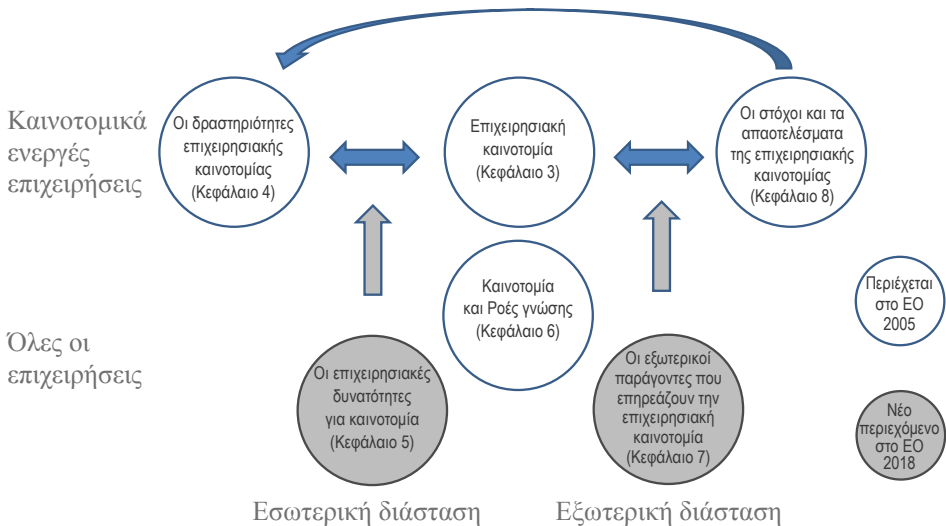 Καινοτομικά
ενεργές
επιχειρήσεις
Οι δραστηριότητες
επιχειρησιακής
καινοτομίας
(Κεφάλαιο 4)
Επιχειρησιακή
καινοτομία
(Κεφάλαιο 3)
Οι στόχοι και τα
απαοτελέσματα
της επιχειρησιακής
καινοτομίας
(Κεφάλαιο 8)
Καινοτομία
και Ροές γνώσης
(Κεφάλαιο 6)
Περιέχεται
στο ΕΟ
2005
Όλες οι
επιχειρήσεις
Οι επιχειρησιακές
δυνατότητες
για καινοτομία
(Κεφάλαιο 5)
Οι εξωτερικοί
παράγοντες που
επηρεάζουν την
επιχειρησιακή
καινοτομία
(Κεφάλαιο 7)
Νέο
περιεχόμενο
στο ΕΟ
2018
Εσωτερική διάσταση
Εξωτερική διάσταση